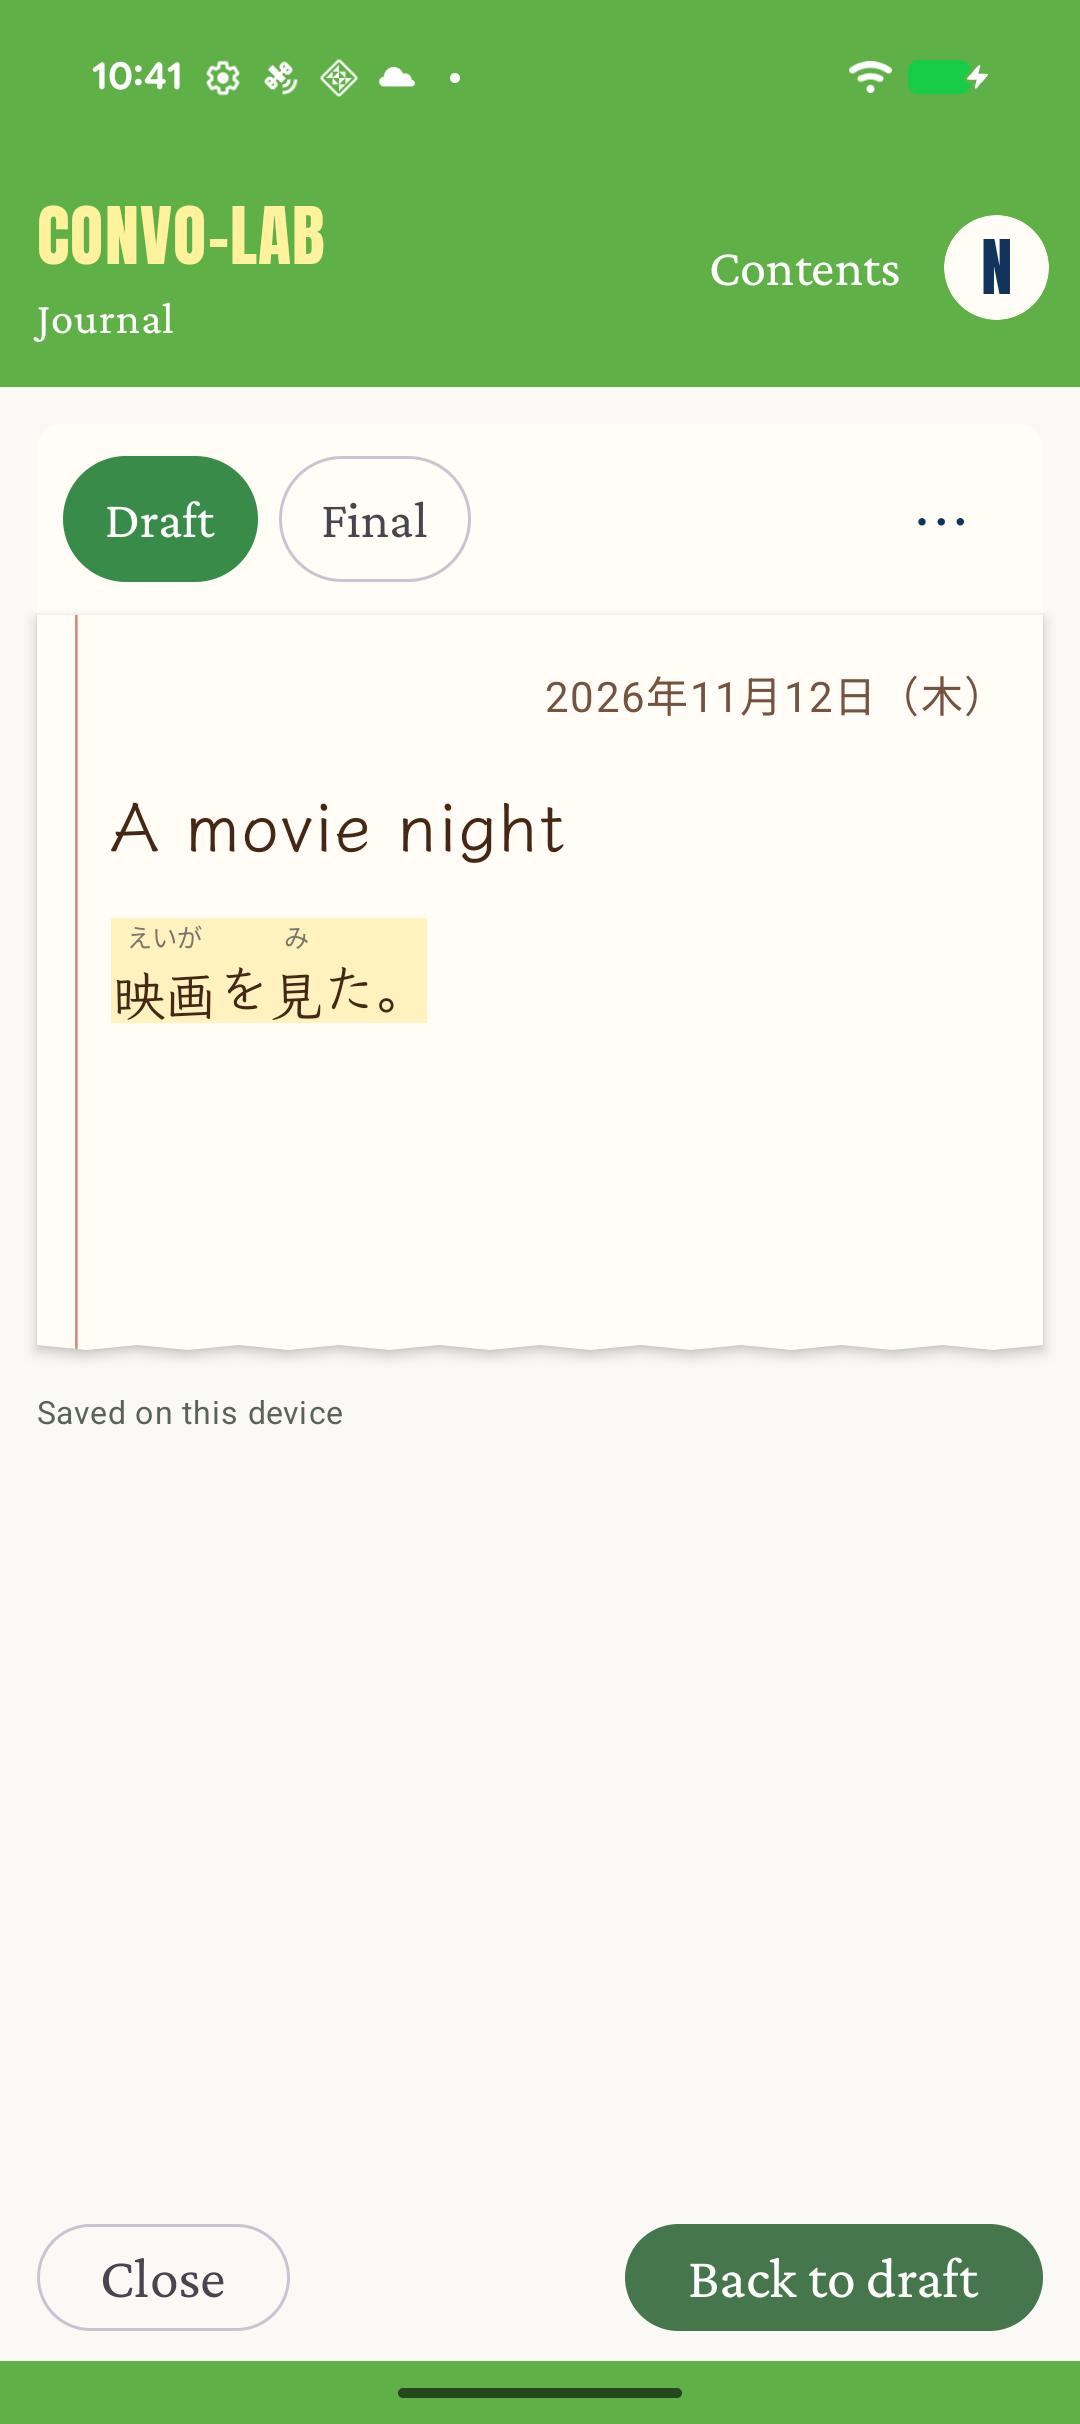 10:41
CONVO-LAB
Journal
Contents
N
Draft
Final
...
2026年11月12日（木）
A movie night
えいが み
映画を見た。
Saved on this device
Close
Back to draft